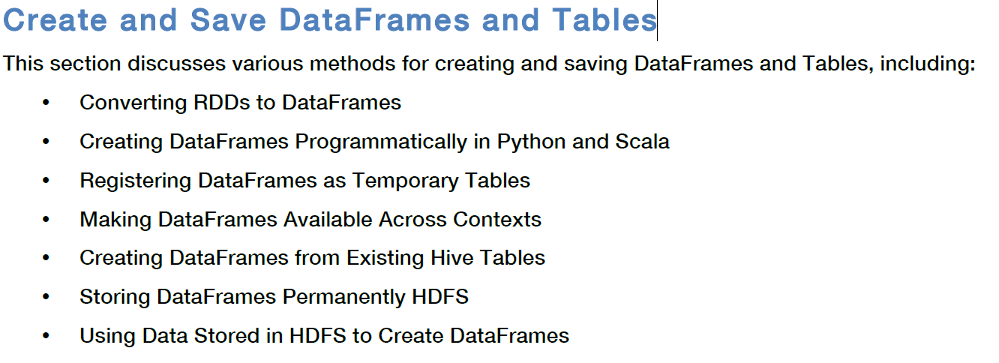 Create and Save DataFrames and Tables
This section discusses various methods for creating and saving DataFrames and Tables, including:
• Converting RDDs to DataFrames
• Creating DataFrames Programmatically in Python and Scala
• Registering DataFrames as Temporary Tables
• Making DataFrames Available Across Contexts
• Creating DataFrames from Existing Hive Tables
• Storing DataFrames Permanently HDFS
• Using Data Stored in HDFS to Create DataFrames